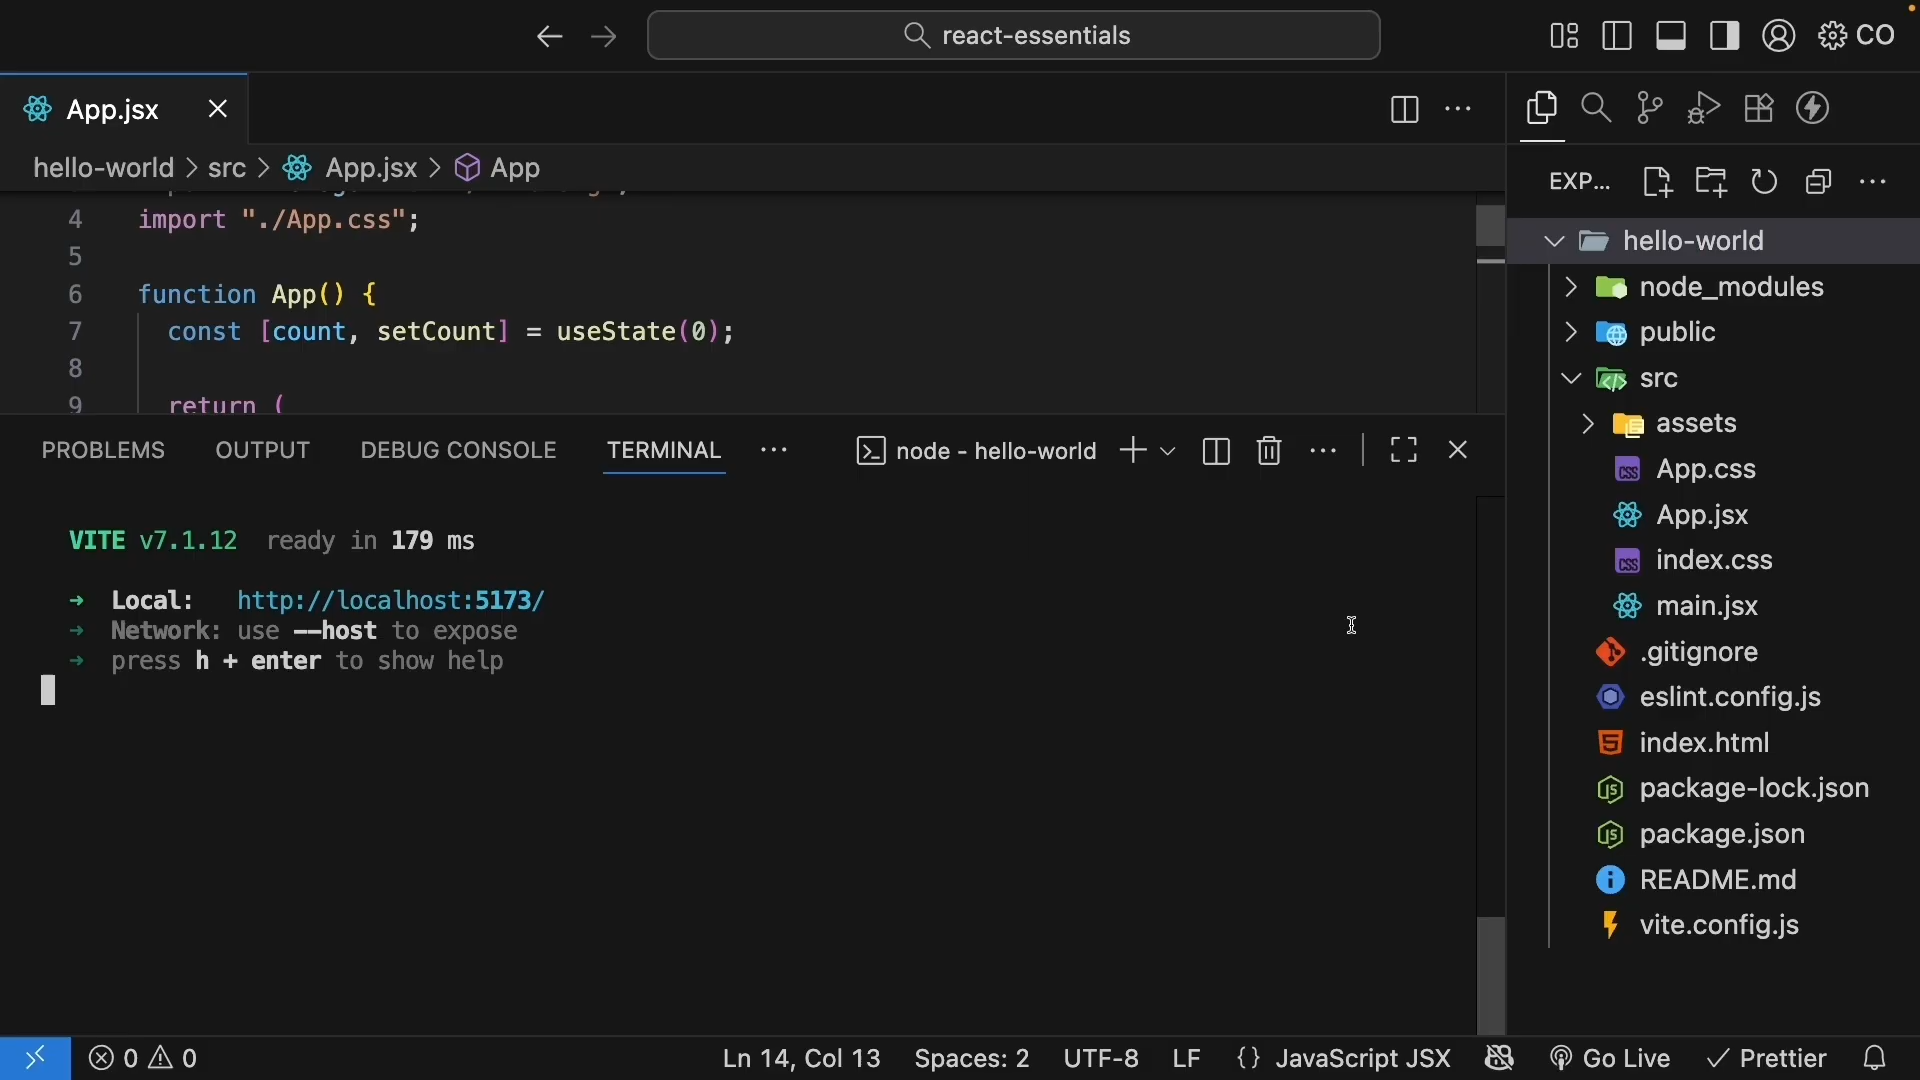 react-essentials
CO
App.jsx
hello-world > src > App.jsx > App
4 import "./App.css";
5
6 function App() {
7 const [count, setCount] = useState(0);
8
9 return (
PROBLEMS OUTPUT DEBUG CONSOLE TERMINAL ··· node - hello-world
VITE v7.1.12 ready in 179 ms
➜ Local: http://localhost:5173/
➜ Network: use --host to expose
➜ press h + enter to show help
EXP...
hello-world
node_modules
public
src
assets
App.css
App.jsx
index.css
main.jsx
.gitignore
eslint.config.js
index.html
package-lock.json
package.json
README.md
vite.config.js
0 0 Ln 14, Col 13 Spaces: 2 UTF-8 LF {} JavaScript JSX Go Live Prettier